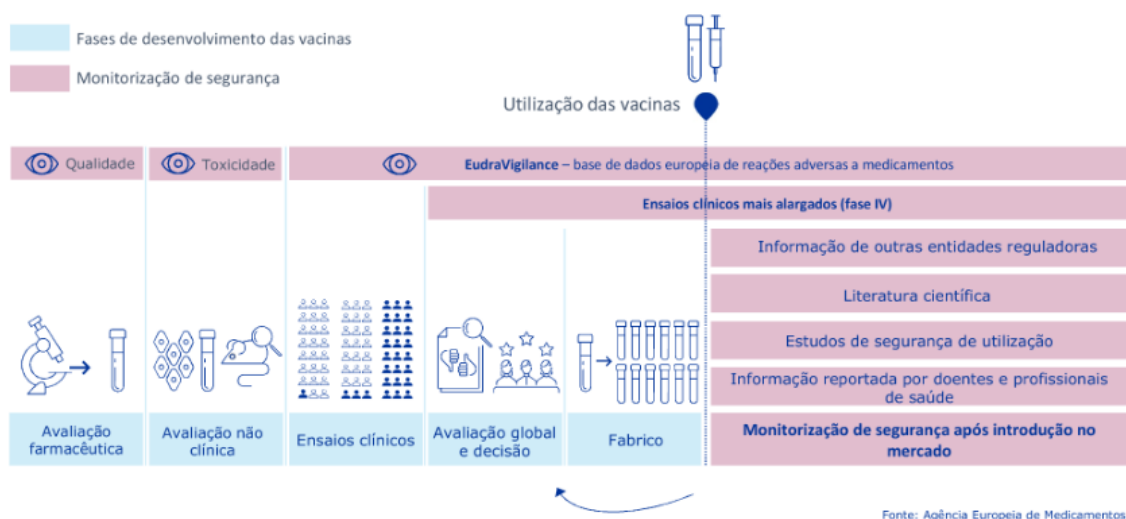 Fases de desenvolvimento das vacinas
Monitorização de segurança
Utilização das vacinas
Qualidade
Toxicidade
EudraVigilance – base de dados europeia de reações adversas a medicamentos
Ensaios clínicos mais alargados (fase IV)
Informação de outras entidades reguladoras
Literatura científica
Estudos de segurança de utilização
Informação reportada por doentes e profissionais
de saúde
Avaliação
farmacêutica
Avaliação não
clínica
Ensaios clínicos
Avaliação global
e decisão
Fabrico
Monitorização de segurança após introdução no
mercado
Fonte: Agência Europeia de Medicamentos